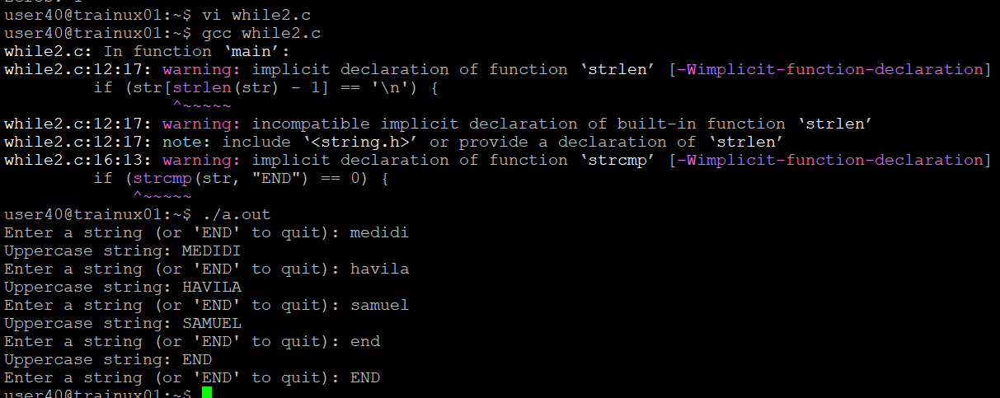 user40@trainux01:~$ vi while2.c
user40@trainux01:~$ gcc while2.c
while2.c: In function ‘main’:
while2.c:12:17: warning: implicit declaration of function ‘strlen’ [-Wimplicit-function-declaration]
         if (str[strlen(str) - 1] == '\n') {
                 ^~~~~~
while2.c:12:17: warning: incompatible implicit declaration of built-in function ‘strlen’
while2.c:12:17: note: include ‘<string.h>’ or provide a declaration of ‘strlen’
while2.c:16:13: warning: implicit declaration of function ‘strcmp’ [-Wimplicit-function-declaration]
         if (strcmp(str, "END") == 0) {
             ^~~~~~
user40@trainux01:~$ ./a.out
Enter a string (or 'END' to quit): medidi
Uppercase string: MEDIDI
Enter a string (or 'END' to quit): havila
Uppercase string: HAVILA
Enter a string (or 'END' to quit): samuel
Uppercase string: SAMUEL
Enter a string (or 'END' to quit): end
Uppercase string: END
Enter a string (or 'END' to quit): END
user40@trainux01:~$